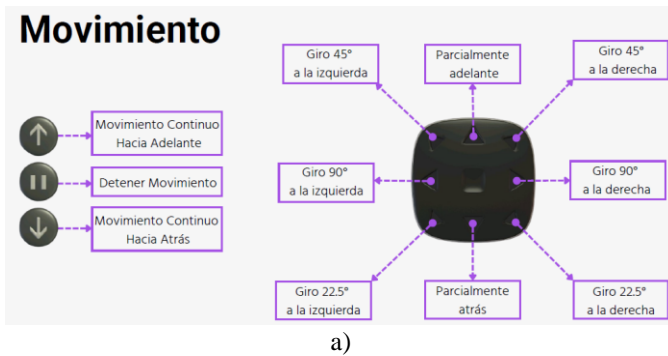 Movimiento
Movimiento Continuo
Hacia Adelante
Detener Movimiento
Movimiento Continuo
Hacia Atrás
Giro 45°
a la izquierda
Parcialmente
adelante
Giro 45°
a la derecha
Giro 90°
a la izquierda
Giro 90°
a la derecha
Giro 22.5°
a la izquierda
Parcialmente
atrás
Giro 22.5°
a la derecha
a)